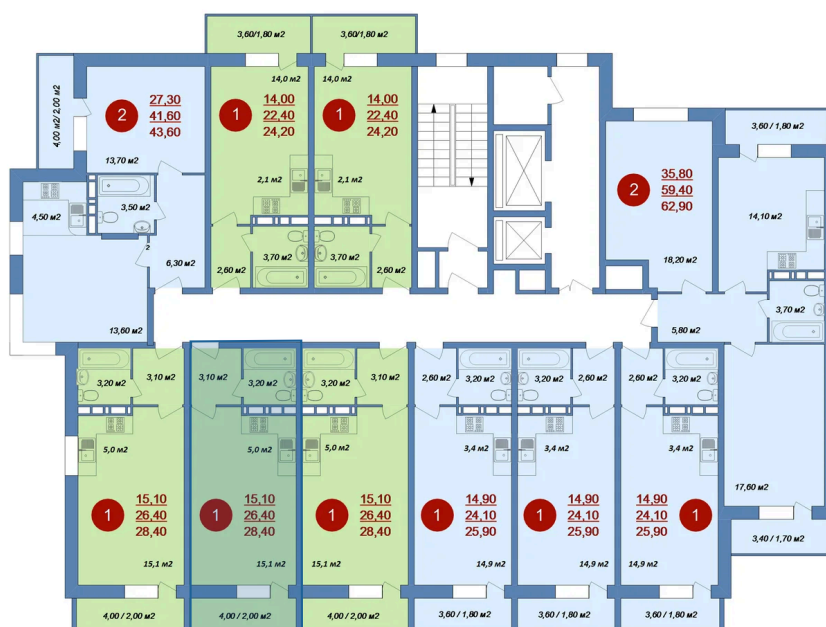 3,60/1,80 м2
3,60/1,80 м2
4,00 м2/ 2,00 м2
2
27,30
41,60
43,60
13,70 м2
14,0 м2
1
14,00
22,40
24,20
2,1 м2
14,0 м2
1
14,00
22,40
24,20
2,1 м2
3,60 / 1,80 м2
2
35,80
59,40
62,90
18,20 м2
14,10 м2
4,50 м2
3,50 м2
2
6,30 м2
13,60 м2
2,60 м2
3,70 м2
3,70 м2
2,60 м2
5,80 м2
3,70 м2
17,60 м2
3,40 / 1,70 м2
3,20 м2
3,10 м2
5,0 м2
1
15,10
26,40
28,40
15,1 м2
4,00 / 2,00 м2
3,10 м2
3,20 м2
5,0 м2
1
15,10
26,40
28,40
15,1 м2
4,00 / 2,00 м2
3,20 м2
3,10 м2
5,0 м2
1
15,10
26,40
28,40
15,1 м2
4,00 / 2,00 м2
2,60 м2
3,20 м2
3,4 м2
1
14,90
24,10
25,90
14,9 м2
3,60 / 1,80 м2
3,20 м2
2,60 м2
3,4 м2
1
14,90
24,10
25,90
14,9 м2
3,60 / 1,80 м2
2,60 м2
3,20 м2
3,4 м2
14,90
24,10
25,90
1
14,9 м2
3,60 / 1,80 м2